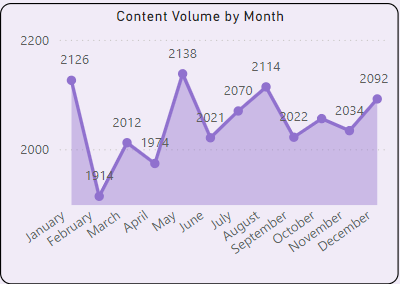 Content Volume by Month
2200
2000
2126
1914
2012
1974
2138
2021
2070
2114
2022
2034
2092
January
February
March
April
May
June
July
August
September
October
November
December